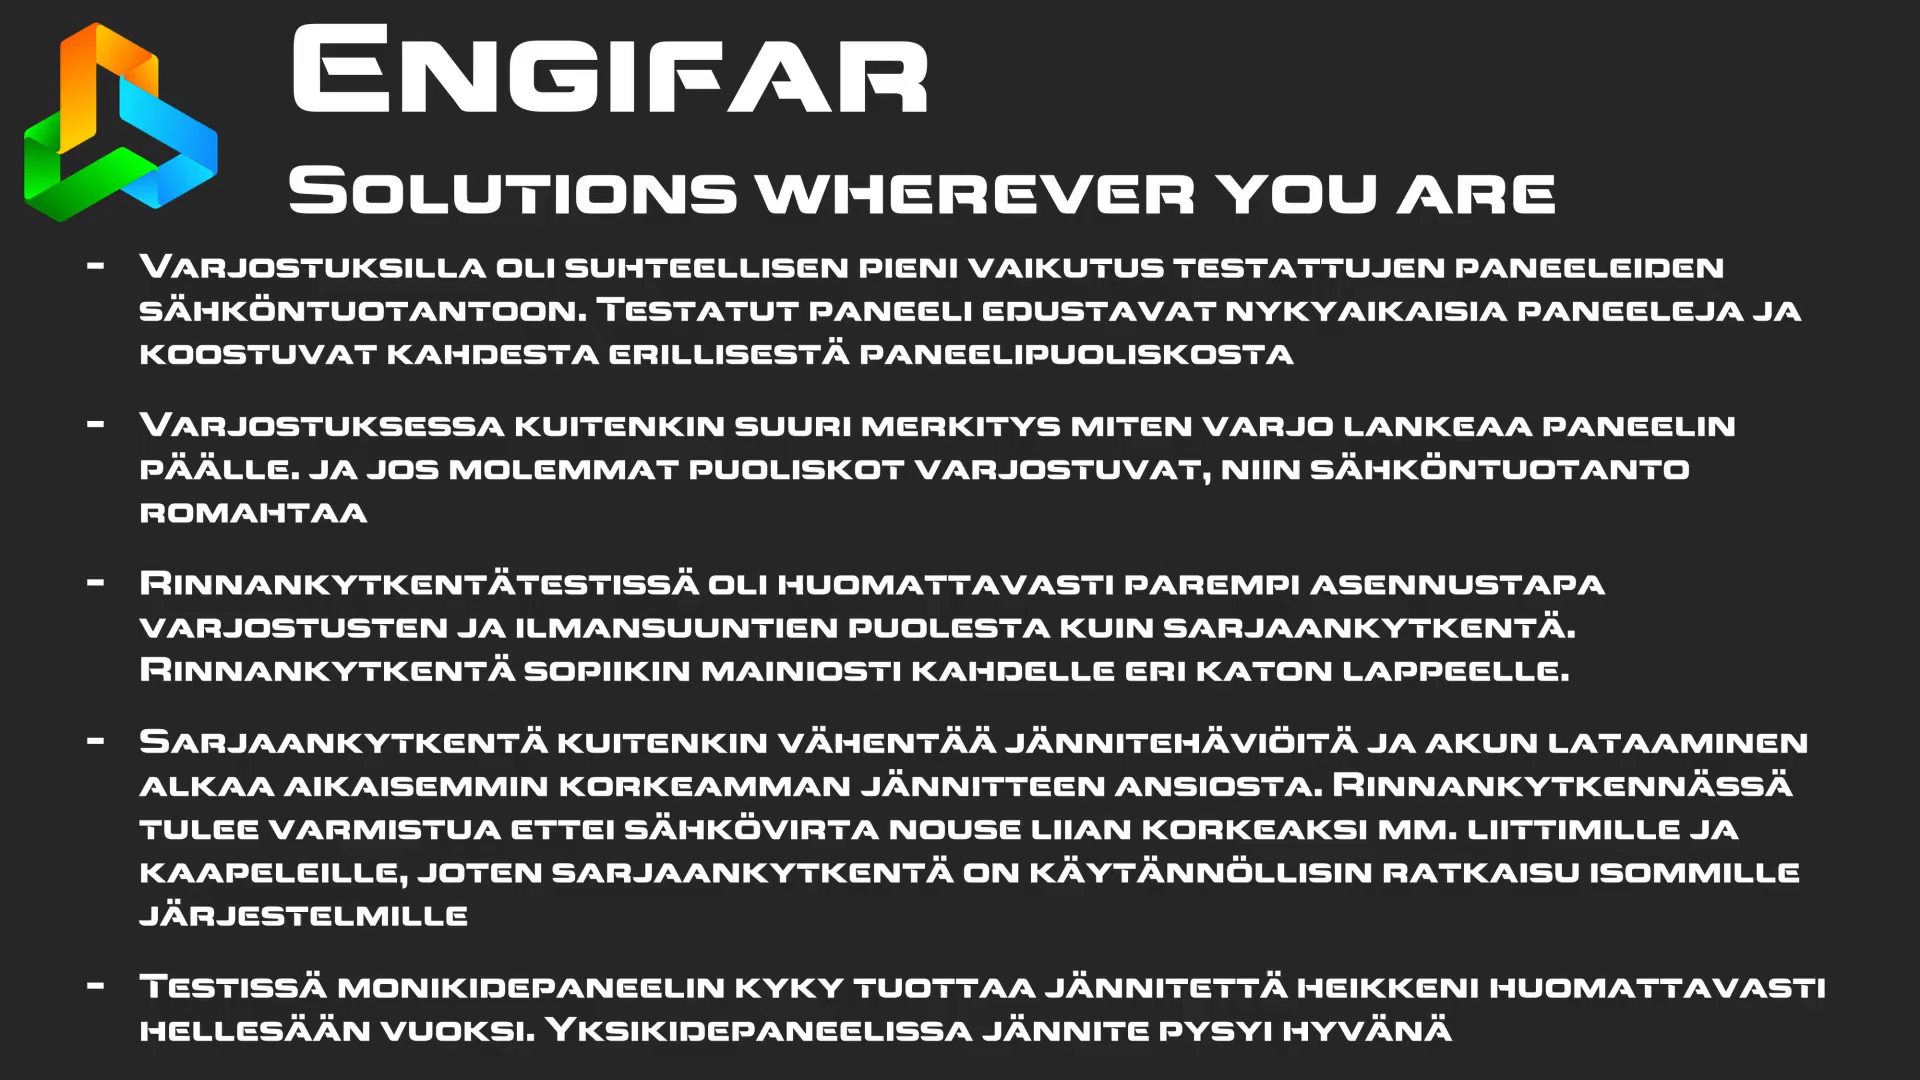 Engifar
Solutions wherever you are
- Varjostuksilla oli suhteellisen pieni vaikutus testattujen paneeleiden
sähköntuotantoon. Testatut paneeli edustavat nykyaikaisia paneeleja ja
koostuvat kahdesta erillisestä paneelipuoliskosta
- Varjostuksessa kuitenkin suuri merkitys miten varjo lankeaa paneelin
päälle. ja jos molemmat puoliskot varjostuvat, niin sähköntuotanto
romahtaa
- Rinnankytkentätestissä oli huomattavasti parempi asennustapa
varjostusten ja ilmansuuntien puolesta kuin sarjaankytkentä.
Rinnankytkentä sopiikin mainiosti kahdelle eri katon lappeelle.
- Sarjaankytkentä kuitenkin vähentää jännitehäviöitä ja akun lataaminen
alkaa aikaisemmin korkeamman jännitteen ansiosta. Rinnankytkennässä
tulee varmistua ettei sähkövirta nouse liian korkeaksi mm. liittimille ja
kaapeleille, joten sarjaankytkentä on käytännöllisin ratkaisu isommille
järjestelmille
- Testissä monikidepaneelin kyky tuottaa jännitettä heikkeni huomattavasti
hellesään vuoksi. Yksikidepaneelissa jännite pysyi hyvänä